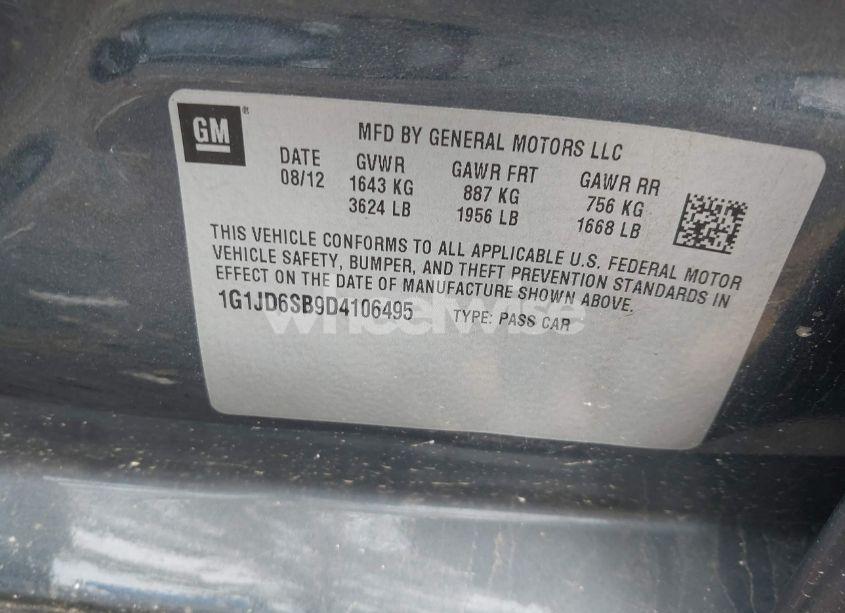 GM®
MFD BY GENERAL MOTORS LLC
DATE GVWR GAWR FRT GAWR RR
08/12 1643 KG 887 KG 756 KG
3624 LB 1956 LB 1668 LB
THIS VEHICLE CONFORMS TO ALL APPLICABLE U.S. FEDERAL MOTOR
VEHICLE SAFETY, BUMPER, AND THEFT PREVENTION STANDARDS IN
EFFECT ON THE DATE OF MANUFACTURE SHOWN ABOVE.
1G1JD6SB9D4106495 TYPE: PASS CAR
wheelwise